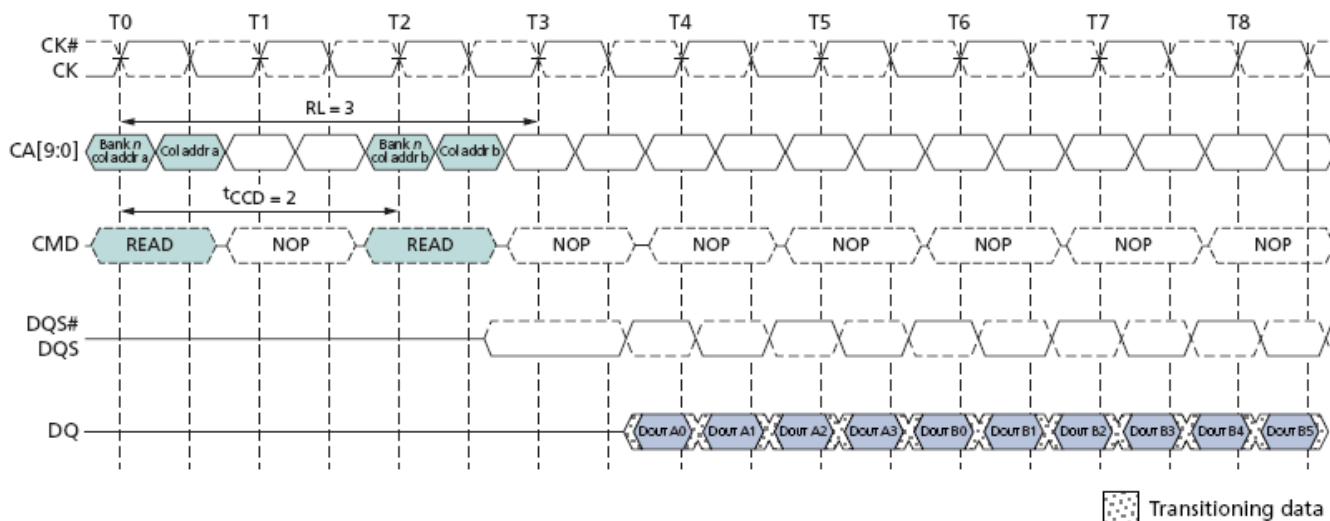 T0 T1 T2 T3 T4 T5 T6 T7 T8
CK#
CK
RL = 3
CA[9:0] Bank n col addr a Col addr a Bank n col addr b Col addr b
tCCD = 2
CMD READ NOP READ NOP NOP NOP NOP NOP NOP
DQS#
DQS
DQ DOUT A0 DOUT A1 DOUT A2 DOUT A3 DOUT B0 DOUT B1 DOUT B2 DOUT B3 DOUT B4 DOUT B5
Transitioning data